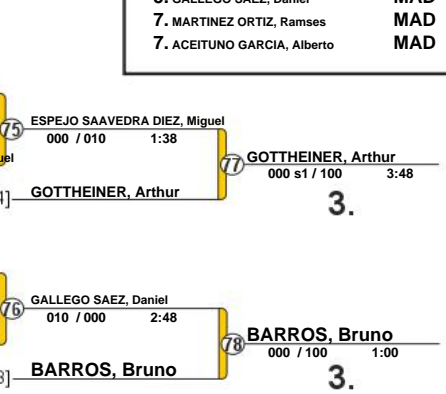 7. MARTINEZ ORTIZ, Ramses MAD
7. ACEITUNO GARCIA, Alberto MAD
75 ESPEJO SAAVEDRA DIEZ, Miguel
000 / 010 1:38
uel
77 GOTTHEINER, Arthur
000 s1 / 100 3:48
GOTTHEINER, Arthur
3.
76 GALLEGO SAEZ, Daniel
010 / 000 2:48
78 BARROS, Bruno
000 / 100 1:00
BARROS, Bruno
3.